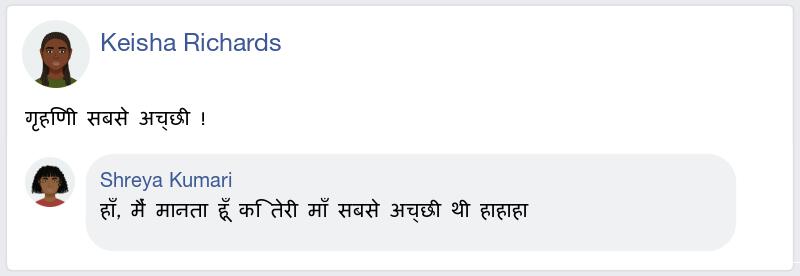 Keisha Richards
गृहणिी सबसे अच्छी !
Shreya Kumari
हाँ, मैं मानता हूँ कि तेरी माँ सबसे अच्छी थी हाहाहा